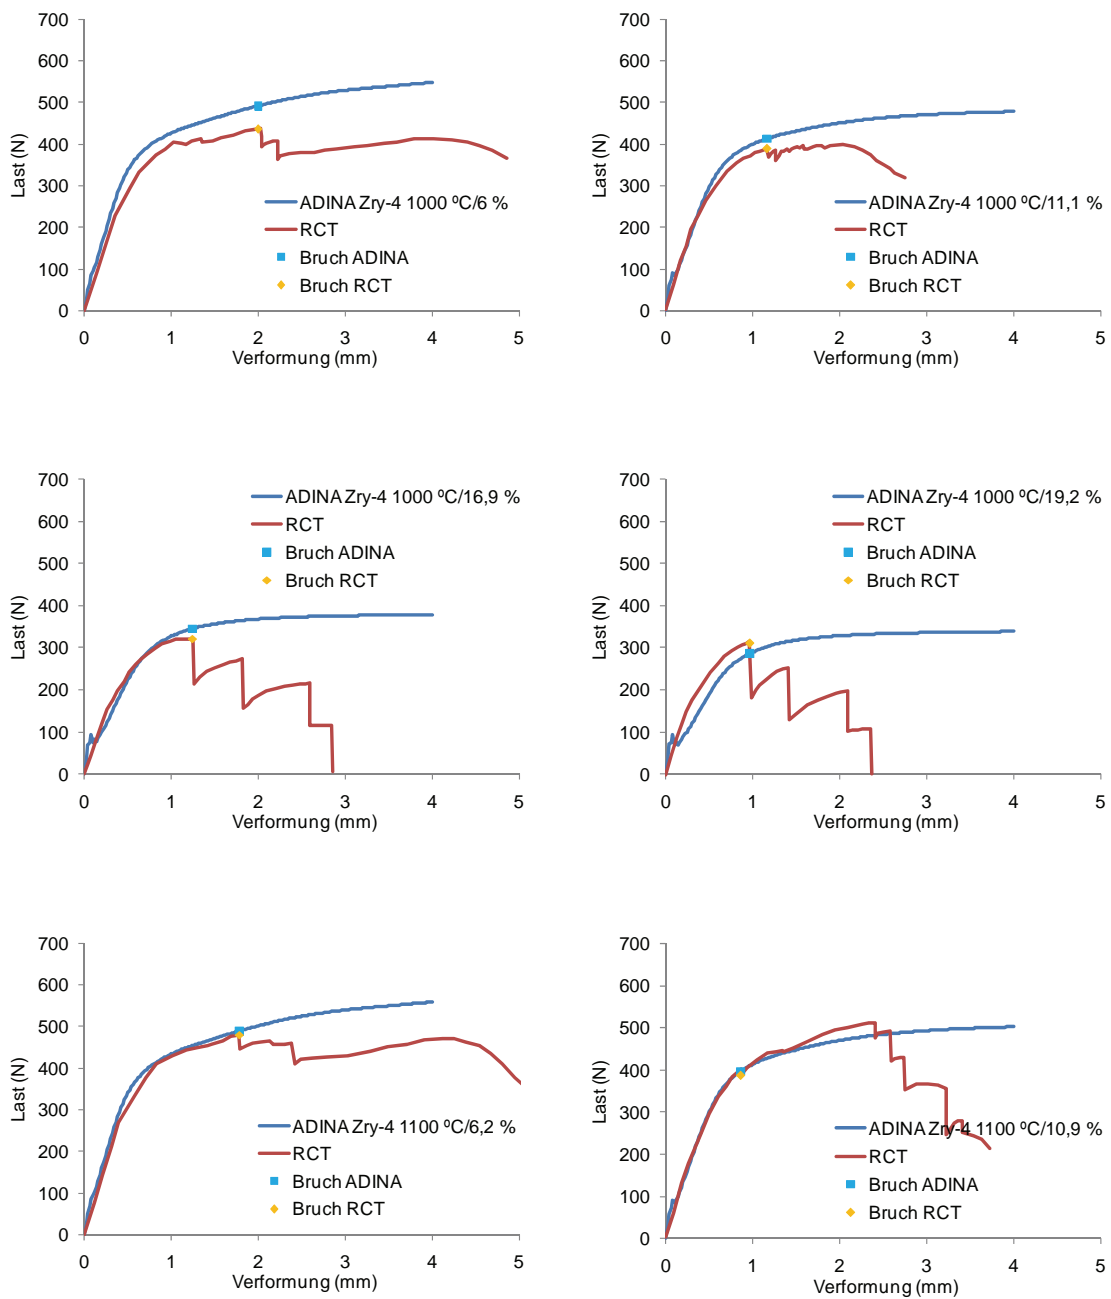 700
600
500
400
300
200
100
0
Last (N)
0 1 2 3 4 5
Verformung (mm)
ADINA Zry-4 1000 ºC/6 %
RCT
Bruch ADINA
Bruch RCT
700
600
500
400
300
200
100
0
Last (N)
0 1 2 3 4 5
Verformung (mm)
ADINA Zry-4 1000 ºC/11,1 %
RCT
Bruch ADINA
Bruch RCT
700
600
500
400
300
200
100
0
Last (N)
0 1 2 3 4 5
Verformung (mm)
ADINA Zry-4 1000 ºC/16,9 %
RCT
Bruch ADINA
Bruch RCT
700
600
500
400
300
200
100
0
Last (N)
0 1 2 3 4 5
Verformung (mm)
ADINA Zry-4 1000 ºC/19,2 %
RCT
Bruch ADINA
Bruch RCT
700
600
500
400
300
200
100
0
Last (N)
0 1 2 3 4 5
Verformung (mm)
ADINA Zry-4 1100 ºC/6,2 %
RCT
Bruch ADINA
Bruch RCT
700
600
500
400
300
200
100
0
Last (N)
0 1 2 3 4 5
Verformung (mm)
ADINA Zry-4 1100 ºC/10,9 %
RCT
Bruch ADINA
Bruch RCT